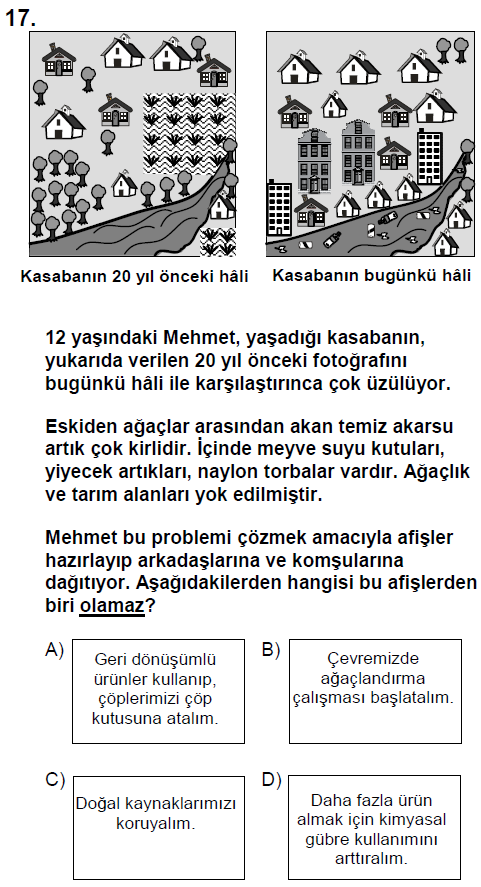 17.
Kasabanın 20 yıl önceki hâli
Kasabanın bugünkü hâli
12 yaşındaki Mehmet, yaşadığı kasabanın,
yukarıda verilen 20 yıl önceki fotoğrafını
bugünkü hâli ile karşılaştırınca çok üzülüyor.
Eskiden ağaçlar arasından akan temiz akarsu
artık çok kirlidir. İçinde meyve suyu kutuları,
yiyecek artıkları, naylon torbalar vardır. Ağaçlık
ve tarım alanları yok edilmiştir.
Mehmet bu problemi çözmek amacıyla afişler
hazırlayıp arkadaşlarına ve komşularına
dağıtıyor. Aşağıdakilerden hangisi bu afişlerden
biri olamaz?
A)
Geri dönüşümlü
ürünler kullanıp,
çöplerimizi çöp
kutusuna atalım.
B)
Çevremizde
ağaçlandırma
çalışması başlatalım.
C)
Doğal kaynaklarımızı
koruyalım.
D)
Daha fazla ürün
almak için kimyasal
gübre kullanımını
arttıralım.